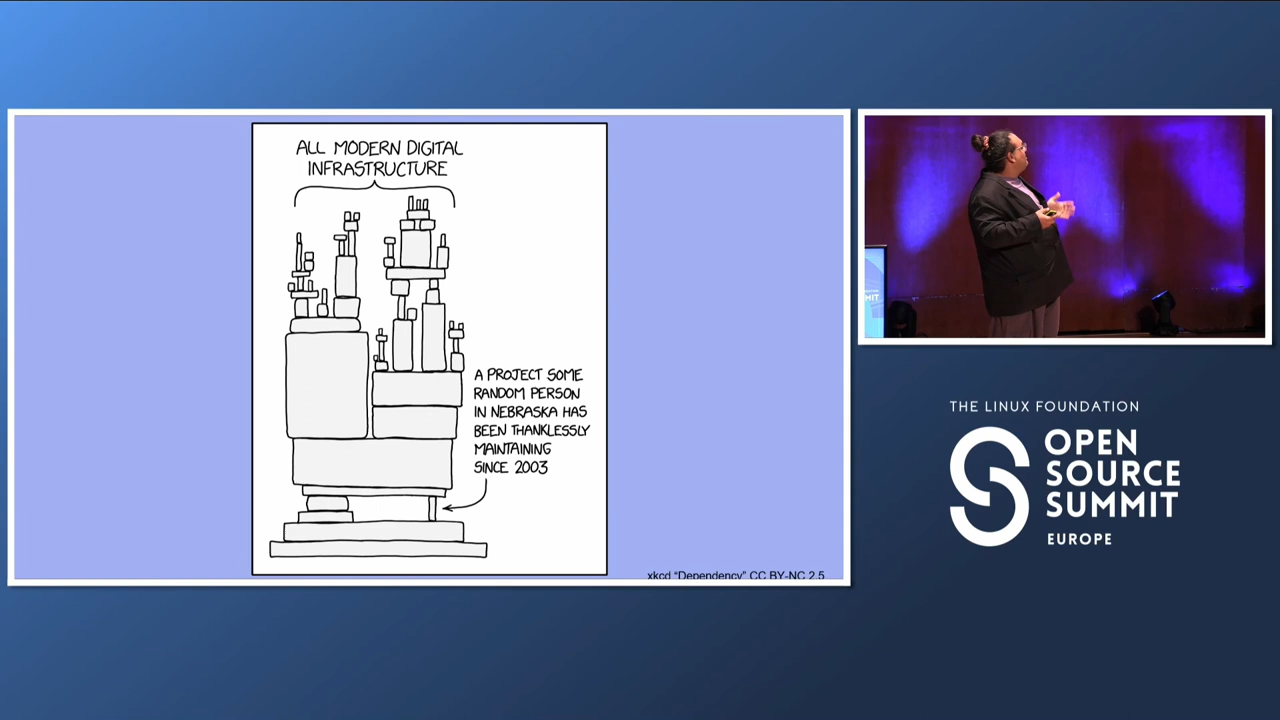 ALL MODERN DIGITAL
INFRASTRUCTURE
A PROJECT SOME
RANDOM PERSON
IN NEBRASKA HAS
BEEN THANKLESSLY
MAINTAINING
SINCE 2003
xkcd “Dependency” CC BY-NC 2.5
MIT
THE LINUX FOUNDATION
OPEN
SOURCE
SUMMIT
EUROPE